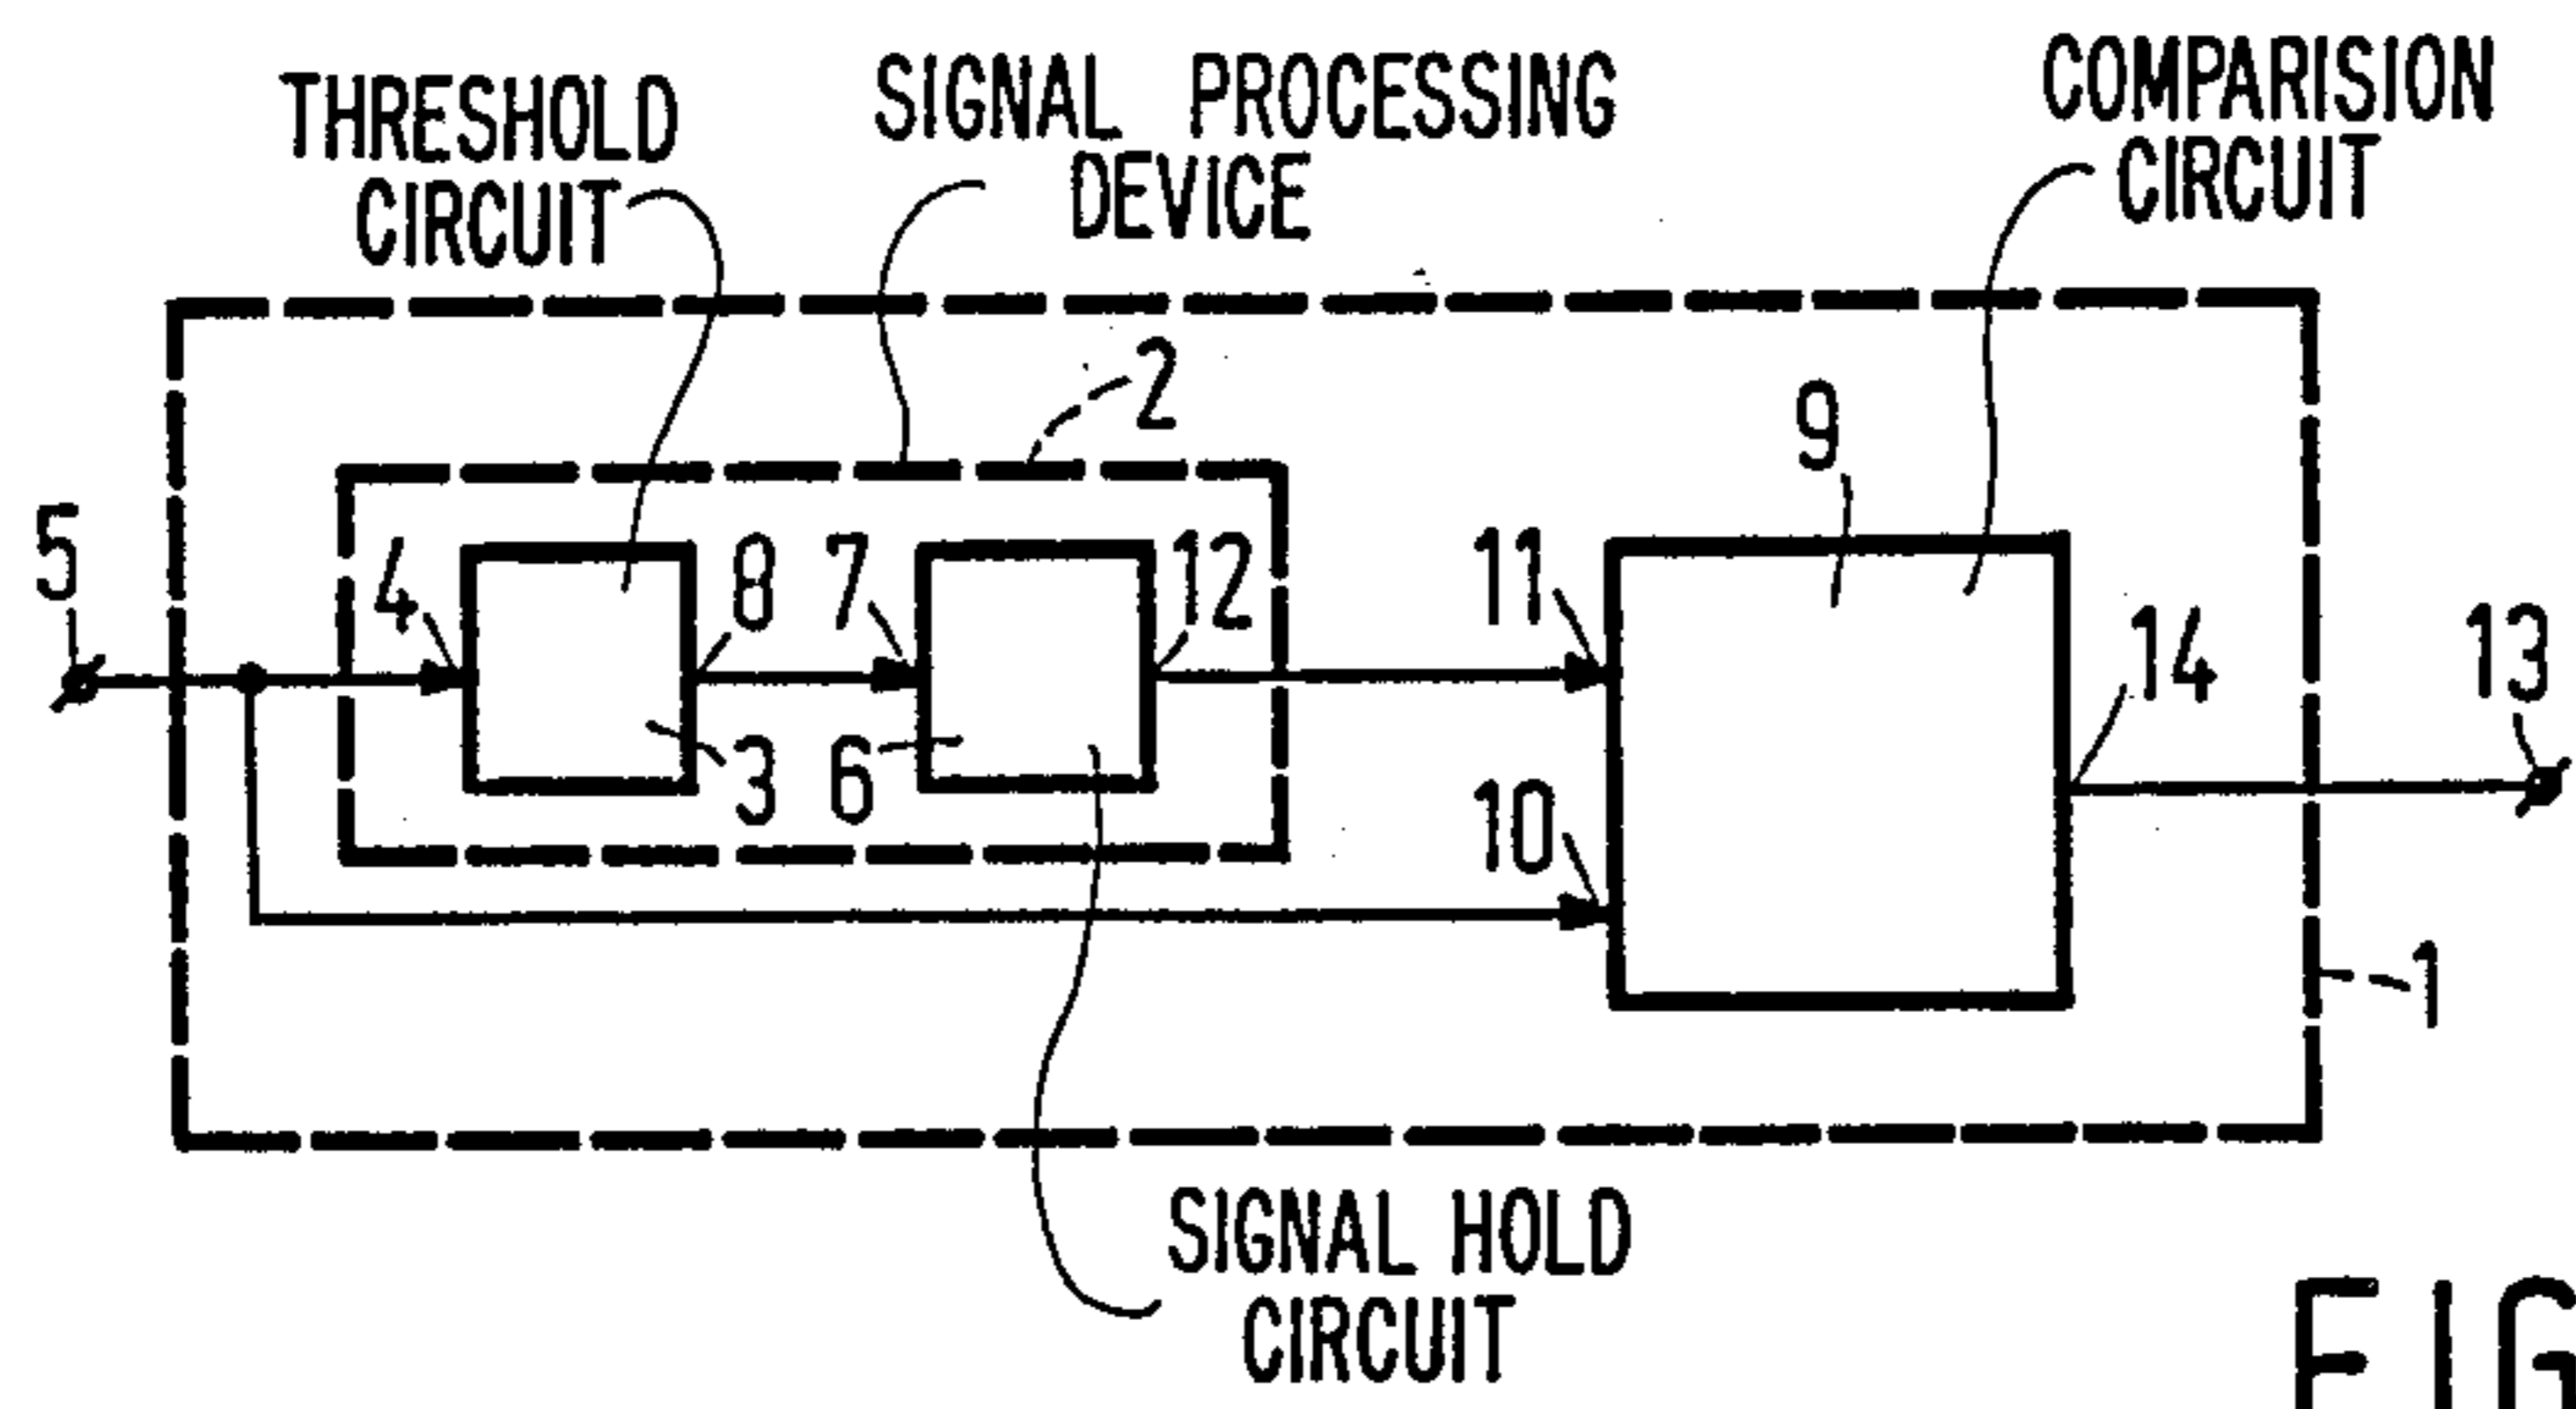 THRESHOLD
CIRCUIT
SIGNAL PROCESSING
DEVICE
COMPARISION
CIRCUIT
2
9
5
4
8
7
12
11
14
13
3
6
10
1
SIGNAL HOLD
CIRCUIT
FIG